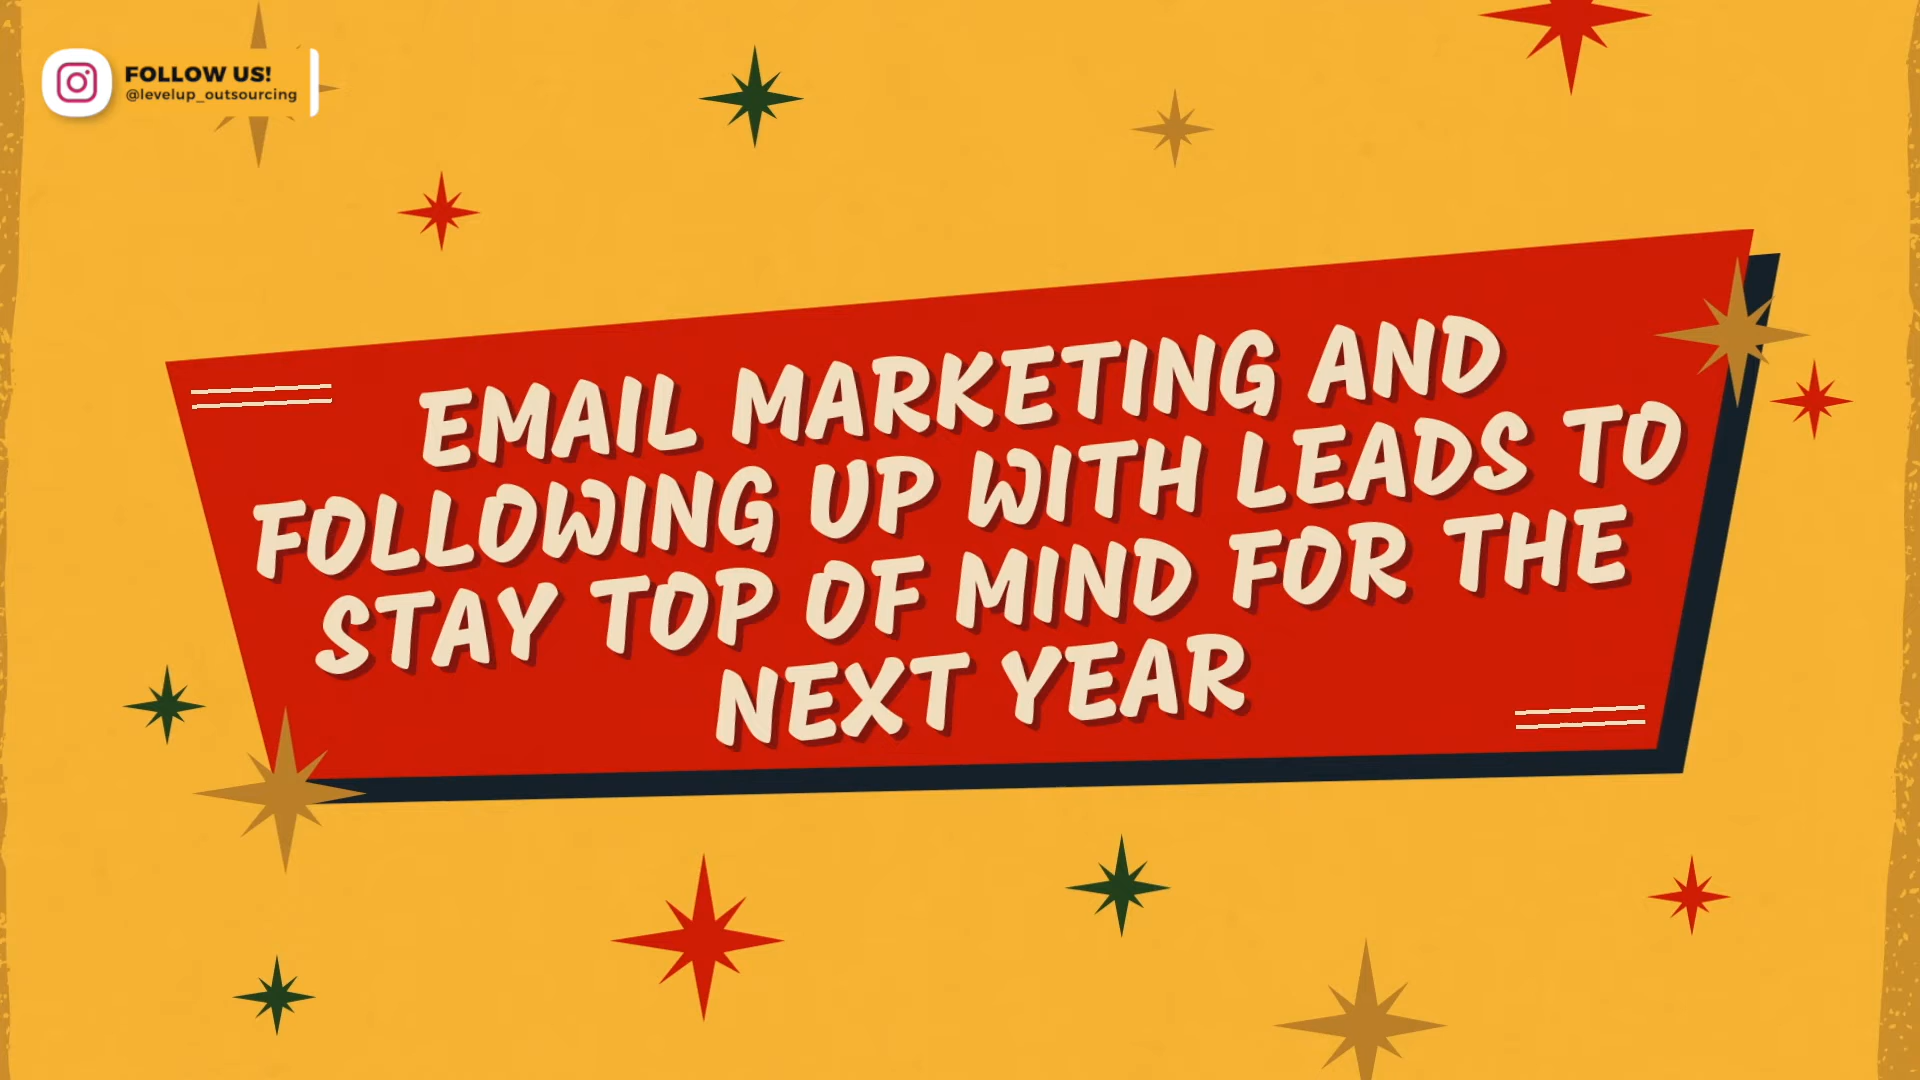 FOLLOW US!
@levelup_outsourcing
EMAIL MARKETING AND
FOLLOWING UP WITH LEADS TO
STAY TOP OF MIND FOR THE
NEXT YEAR